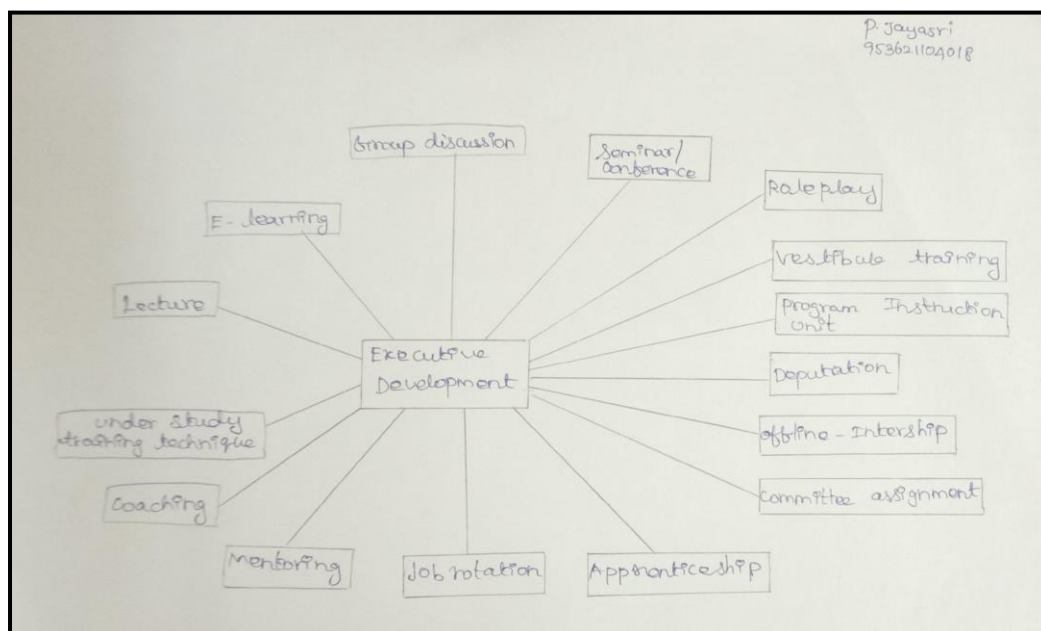 P. Jayasri
953621104018
Group discussion
Seminar/
Conference
Roleplay
E-learning
Vestibule training
Lecture
Program Instruction
Unit
Executive
Development
Deputation
under study
training technique
offline-Intership
Coaching
Committee assignment
Mentoring
Job rotation
Apprenticeship